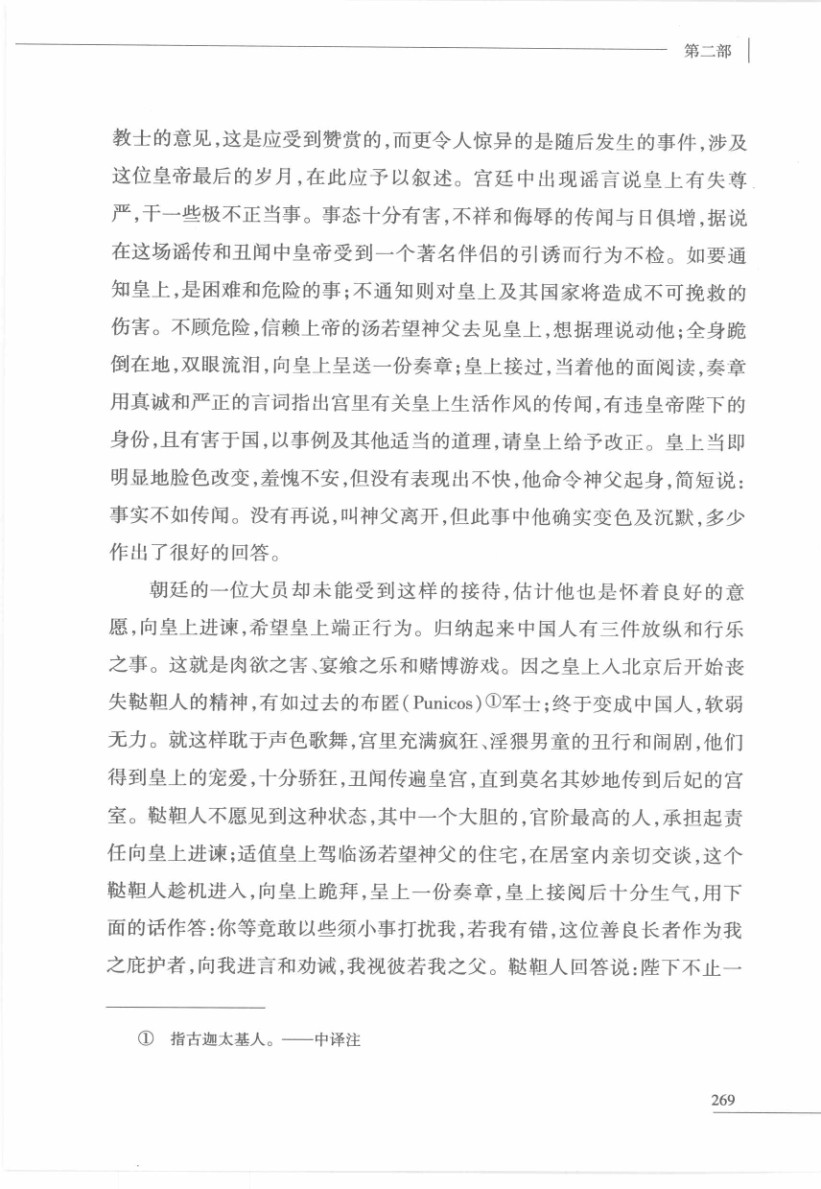 第二部
教士的意见,这是应受到赞赏的,而更令人惊异的是随后发生的事件,涉及
这位皇帝最后的岁月,在此应予以叙述。宫廷中出现谣言说皇上有失尊
严,干一些极不正当事。事态十分有害,不祥和侮辱的传闻与日俱增,据说
在这场谣传和丑闻中皇帝受到一个著名伴侣的引诱而行为不检。如要通
知皇上,是困难和危险的事;不通知则对皇上及其国家将造成不可挽救的
伤害。不顾危险,信赖上帝的汤若望神父去见皇上,想据理说动他;全身跪
倒在地,双眼流泪,向皇上呈送一份奏章;皇上接过,当着他的面阅读,奏章
用真诚和严正的言词指出宫里有关皇上生活作风的传闻,有违皇帝陛下的
身份,且有害于国,以事例及其他适当的道理,请皇上给予改正。皇上当即
明显地脸色改变,羞愧不安,但没有表现出不快,他命令神父起身,简短说:
事实不如传闻。没有再说,叫神父离开,但此事中他确实变色及沉默,多少
作出了很好的回答。
朝廷的一位大员却未能受到这样的接待,估计他也是怀着良好的意
愿,向皇上进谏,希望皇上端正行为。归纳起来中国人有三件放纵和行乐
之事。这就是肉欲之害、宴飨之乐和赌博游戏。因之皇上入北京后开始丧
失鞑靼人的精神,有如过去的布匿(Punicos)①军士;终于变成中国人,软弱
无力。就这样耽于声色歌舞,宫里充满疯狂、淫猥男童的丑行和闹剧,他们
得到皇上的宠爱,十分骄狂,丑闻传遍皇宫,直到莫名其妙地传到后妃的宫
室。鞑靼人不愿见到这种状态,其中一个大胆的,官阶最高的人,承担起责
任向皇上进谏;适值皇上驾临汤若望神父的住宅,在居室内亲切交谈,这个
鞑靼人趁机进入,向皇上跪拜,呈上一份奏章,皇上接阅后十分生气,用下
面的话作答:你等竟敢以些须小事打扰我,若我有错,这位善良长者作为我
之庇护者,向我进言和劝诫,我视彼若我之父。鞑靼人回答说:陛下不止一
① 指古迦太基人。——中译注
269